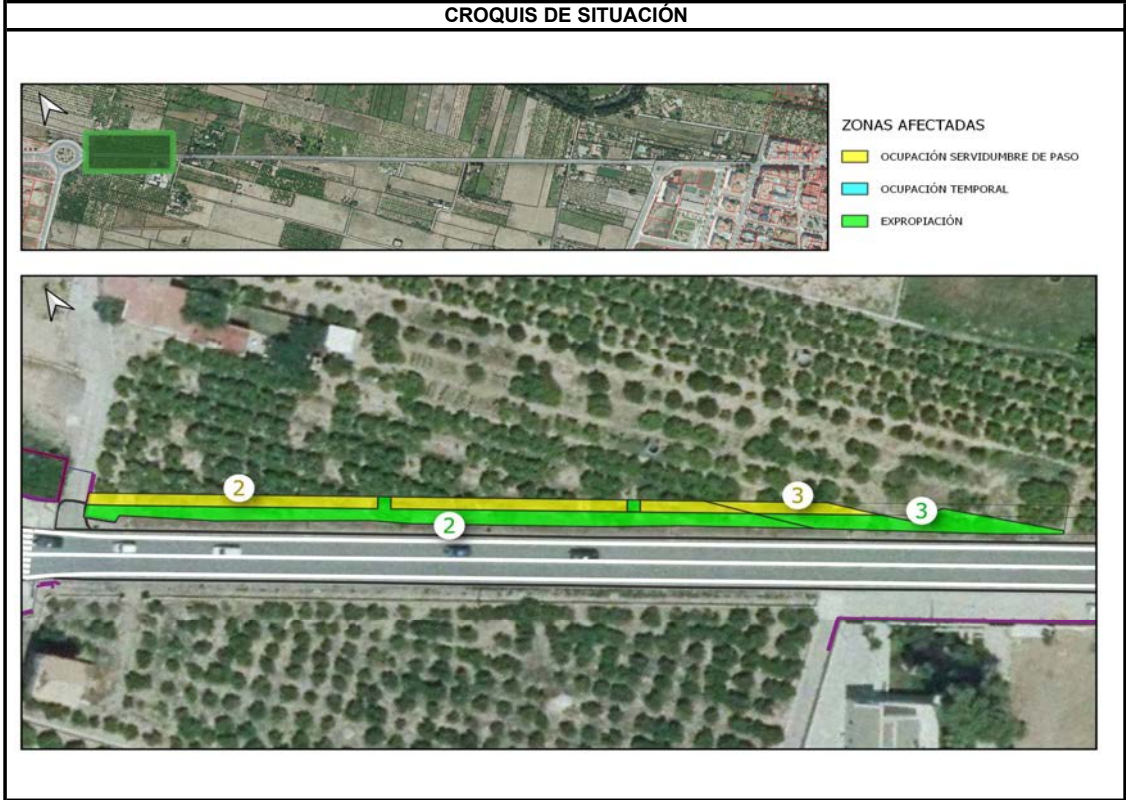 CROQUIS DE SITUACIÓN
ZONAS AFECTADAS
OCUPACIÓN SERVIDUMBRE DE PASO
OCUPACIÓN TEMPORAL
EXPROPIACIÓN
2
3
3
2